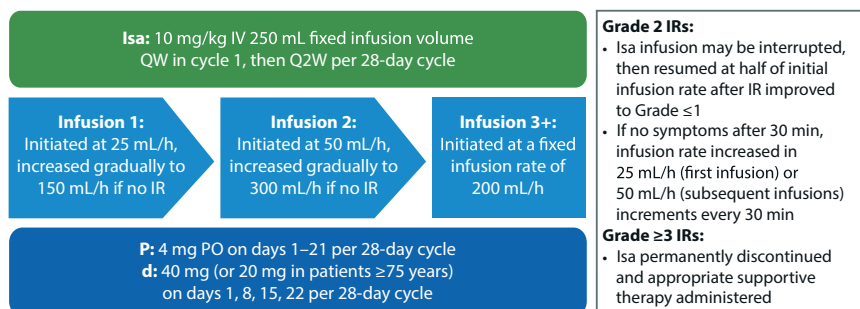 Isa: 10 mg/kg IV 250 mL fixed infusion volume
QW in cycle 1, then Q2W per 28-day cycle
Infusion 1:
Initiated at 25 mL/h,
increased gradually to
150 mL/h if no IR
Infusion 2:
Initiated at 50 mL/h,
increased gradually to
300 mL/h if no IR
Infusion 3+:
Initiated at a fixed
infusion rate of
200 mL/h
P: 4 mg PO on days 1–21 per 28-day cycle
d: 40 mg (or 20 mg in patients ≥75 years)
on days 1, 8, 15, 22 per 28-day cycle
Grade 2 IRs:
• Isa infusion may be interrupted,
then resumed at half of initial
infusion rate after IR improved
to Grade ≤1
• If no symptoms after 30 min,
infusion rate increased in
25 mL/h (first infusion) or
50 mL/h (subsequent infusions)
increments every 30 min
Grade ≥3 IRs:
• Isa permanently discontinued
and appropriate supportive
therapy administered